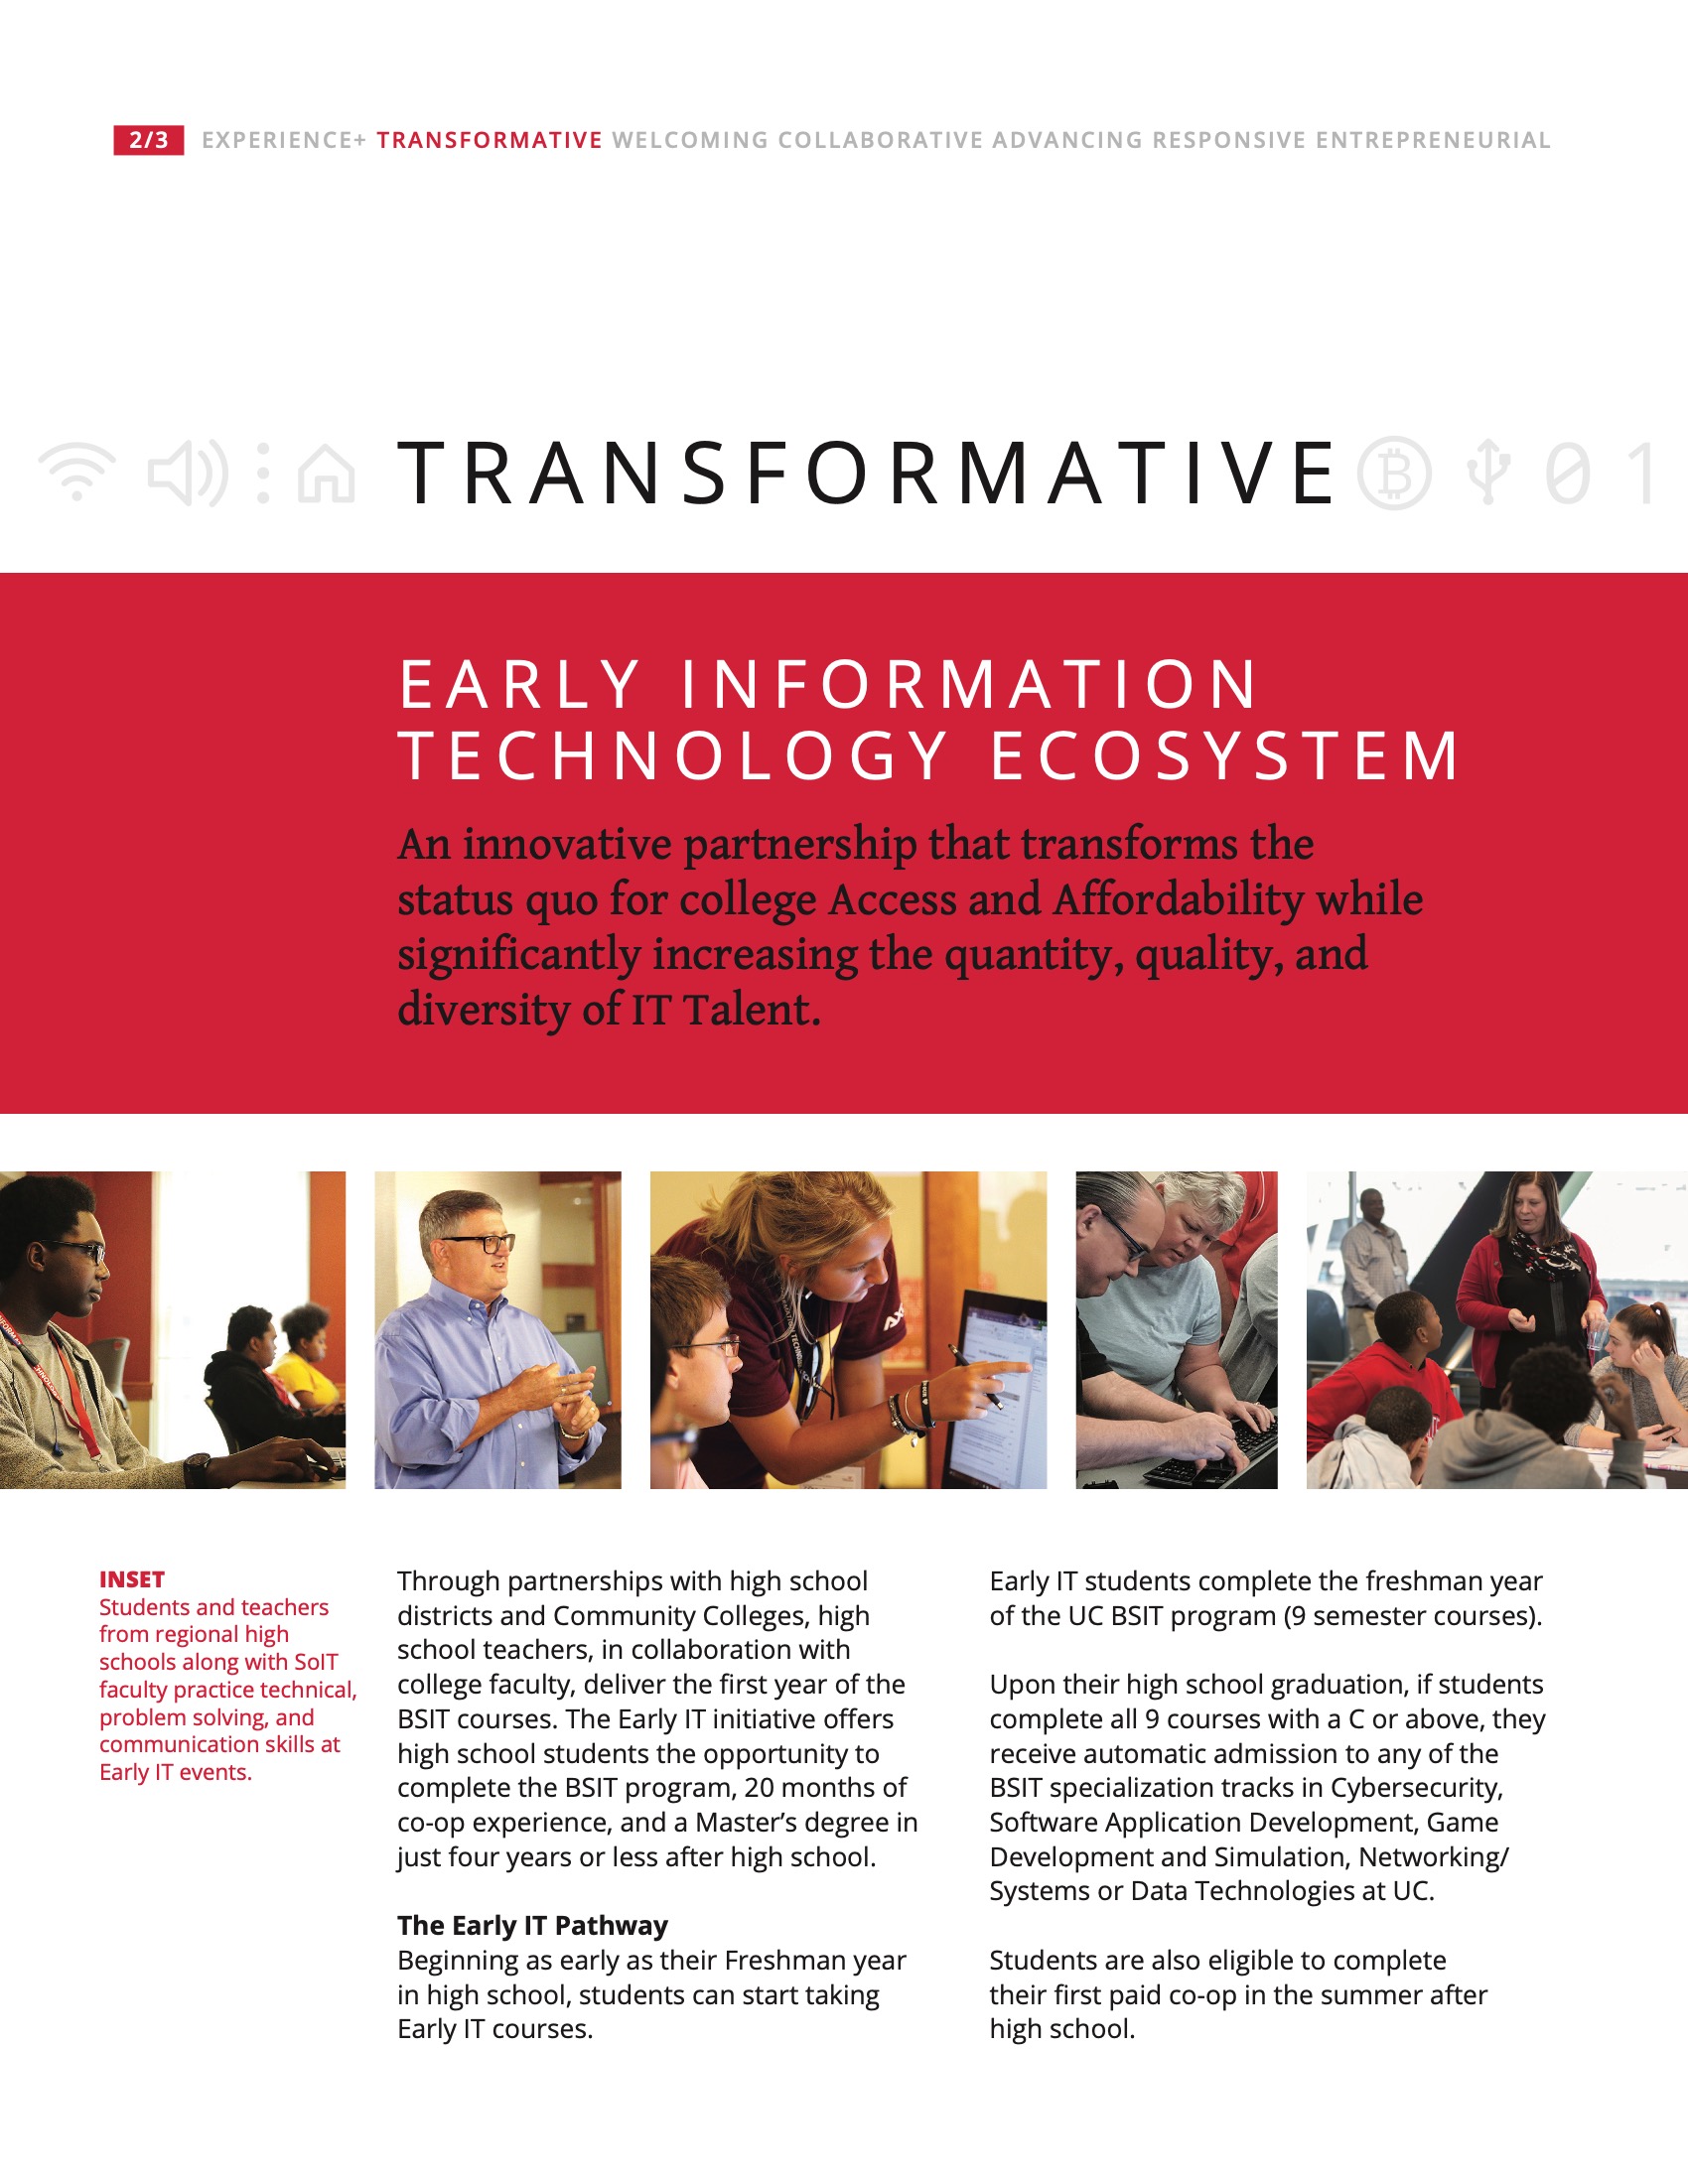 2/3 EXPERIENCE+ TRANSFORMATIVE WELCOMING COLLABORATIVE ADVANCING RESPONSIVE ENTREPRENEURIAL
TRANSFORMATIVE
0 1
EARLY INFORMATION
TECHNOLOGY ECOSYSTEM
An innovative partnership that transforms the
status quo for college Access and Affordability while
significantly increasing the quantity, quality, and
diversity of IT Talent.
INSET
Students and teachers
from regional high
schools along with SoIT
faculty practice technical,
problem solving, and
communication skills at
Early IT events.
Through partnerships with high school
districts and Community Colleges, high
school teachers, in collaboration with
college faculty, deliver the first year of the
BSIT courses. The Early IT initiative offers
high school students the opportunity to
complete the BSIT program, 20 months of
co-op experience, and a Master’s degree in
just four years or less after high school.
The Early IT Pathway
Beginning as early as their Freshman year
in high school, students can start taking
Early IT courses.
Early IT students complete the freshman year
of the UC BSIT program (9 semester courses).
Upon their high school graduation, if students
complete all 9 courses with a C or above, they
receive automatic admission to any of the
BSIT specialization tracks in Cybersecurity,
Software Application Development, Game
Development and Simulation, Networking/
Systems or Data Technologies at UC.
Students are also eligible to complete
their first paid co-op in the summer after
high school.